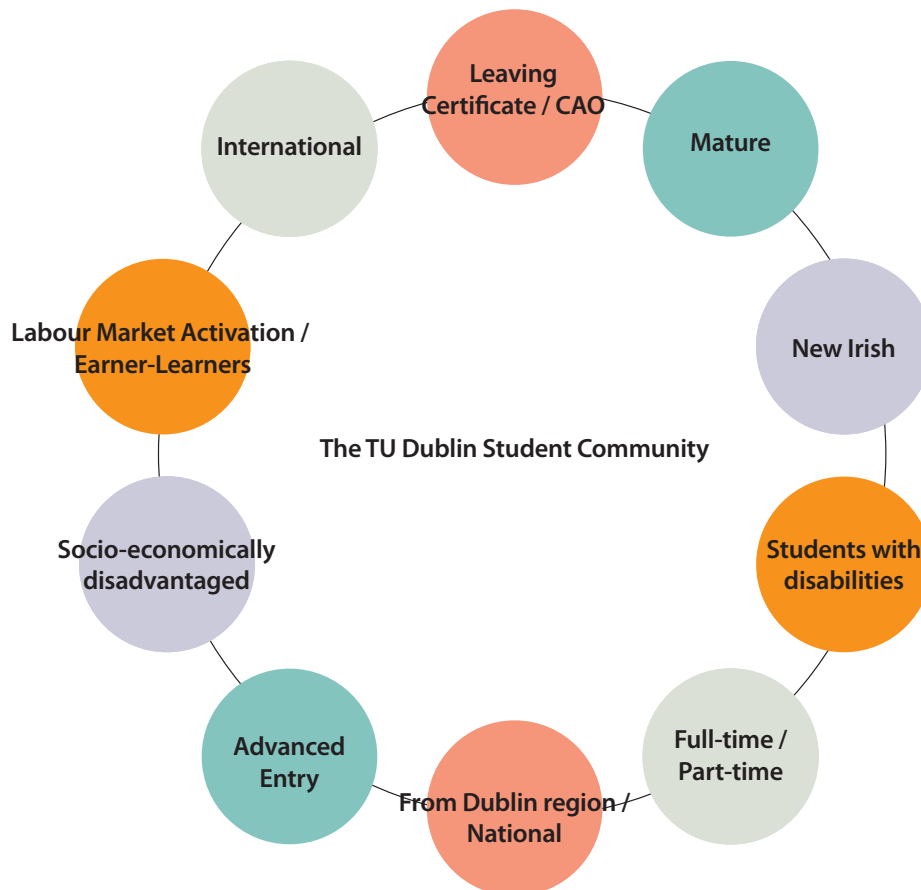 Leaving
Certificate / CAO
Mature
International
New Irish
Labour Market Activation /
Earner-Learners
The TU Dublin Student Community
Students with
disabilities
Socio-economically
disadvantaged
Full-time /
Part-time
Advanced
Entry
From Dublin region /
National